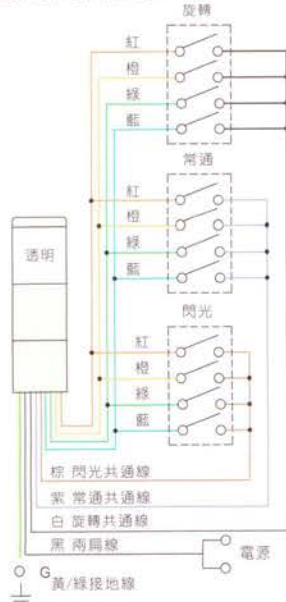 旋轉
紅
橙
綠
藍
常通
紅
橙
綠
藍
透明
閃光
紅
橙
綠
藍
棕 閃光共通線
紫 常通共通線
白 旋轉共通線
黑 兩扁線
電源
G
黃/綠接地線